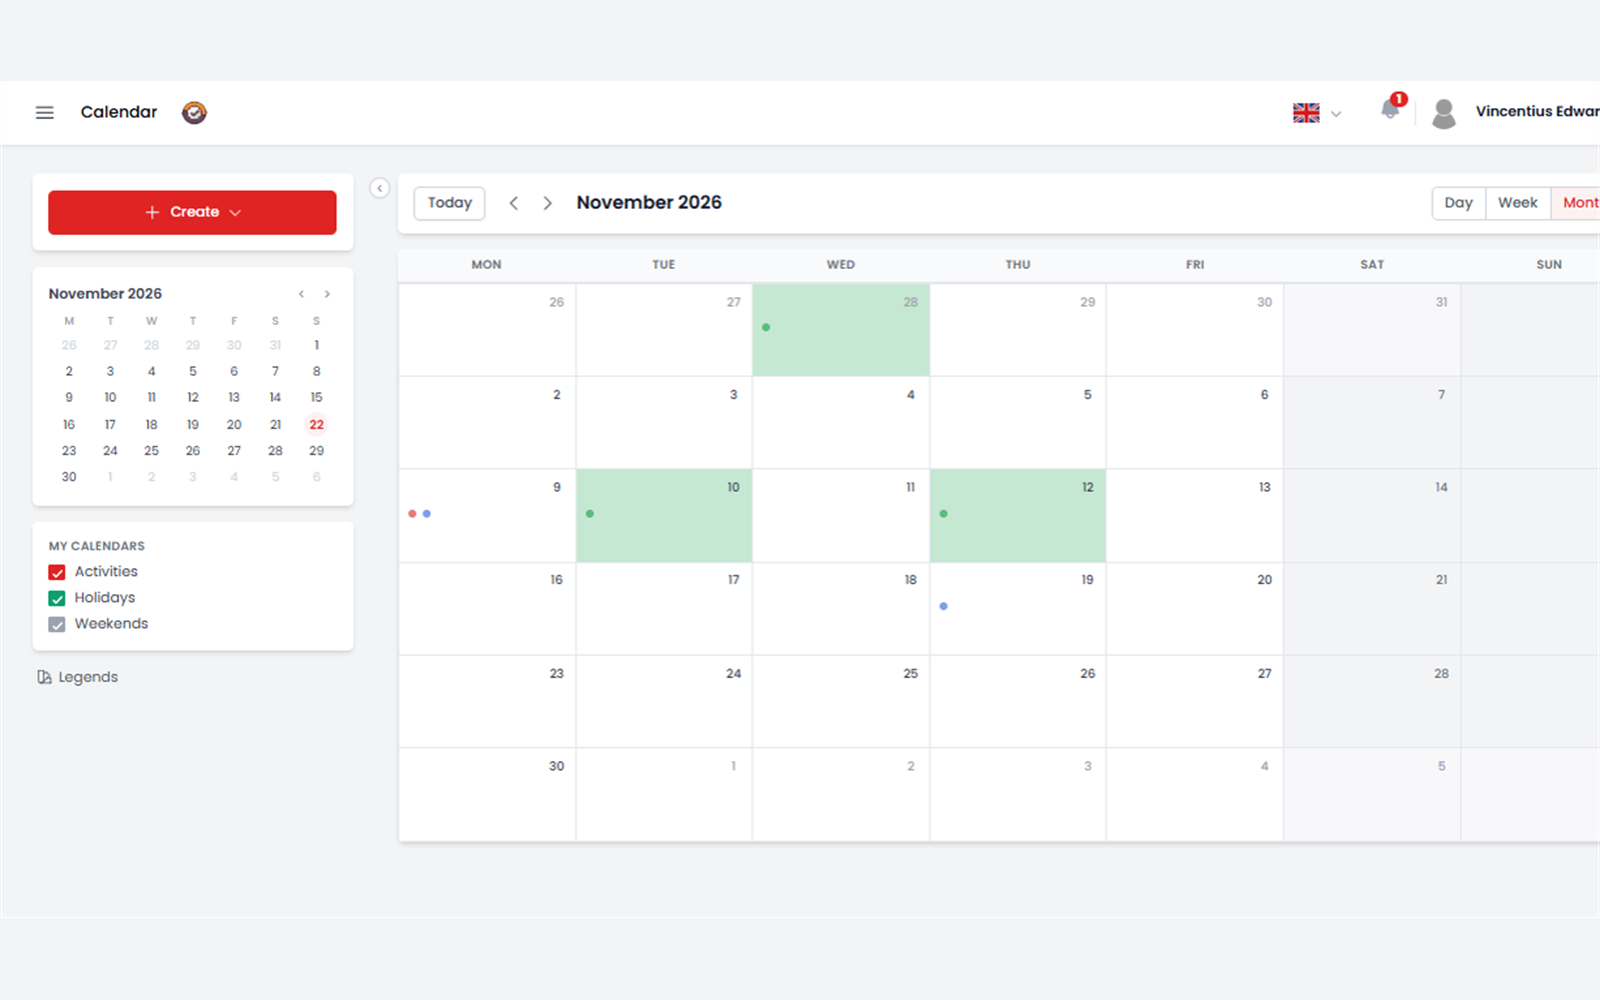 Calendar
1
Vincentius Edwar
Create
November 2026
M T W T F S S
26 27 28 29 30 31 1
2 3 4 5 6 7 8
9 10 11 12 13 14 15
16 17 18 19 20 21 22
23 24 25 26 27 28 29
30 1 2 3 4 5 6
MY CALENDARS
Activities
Holidays
Weekends
Legends
Today November 2026 Day Week Mont
MON TUE WED THU FRI SAT SUN
26 27 28 29 30 31
2 3 4 5 6 7
9 10 11 12 13 14
16 17 18 19 20 21
23 24 25 26 27 28
30 1 2 3 4 5